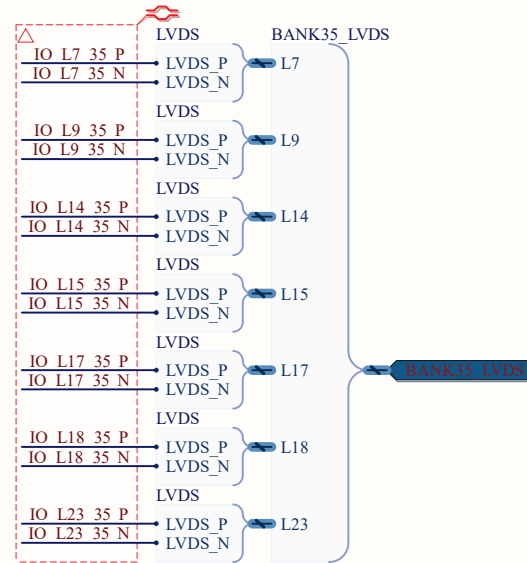 LVDS BANK35_LVDS
IO_L7_35_P LVDS_P L7
IO_L7_35_N LVDS_N
LVDS
IO_L9_35_P LVDS_P L9
IO_L9_35_N LVDS_N
LVDS
IO_L14_35_P LVDS_P L14
IO_L14_35_N LVDS_N
LVDS
IO_L15_35_P LVDS_P L15
IO_L15_35_N LVDS_N
LVDS
IO_L17_35_P LVDS_P L17
BANK35_LVDS
IO_L17_35_N LVDS_N
LVDS
IO_L18_35_P LVDS_P L18
IO_L18_35_N LVDS_N
LVDS
IO_L23_35_P LVDS_P L23
IO_L23_35_N LVDS_N